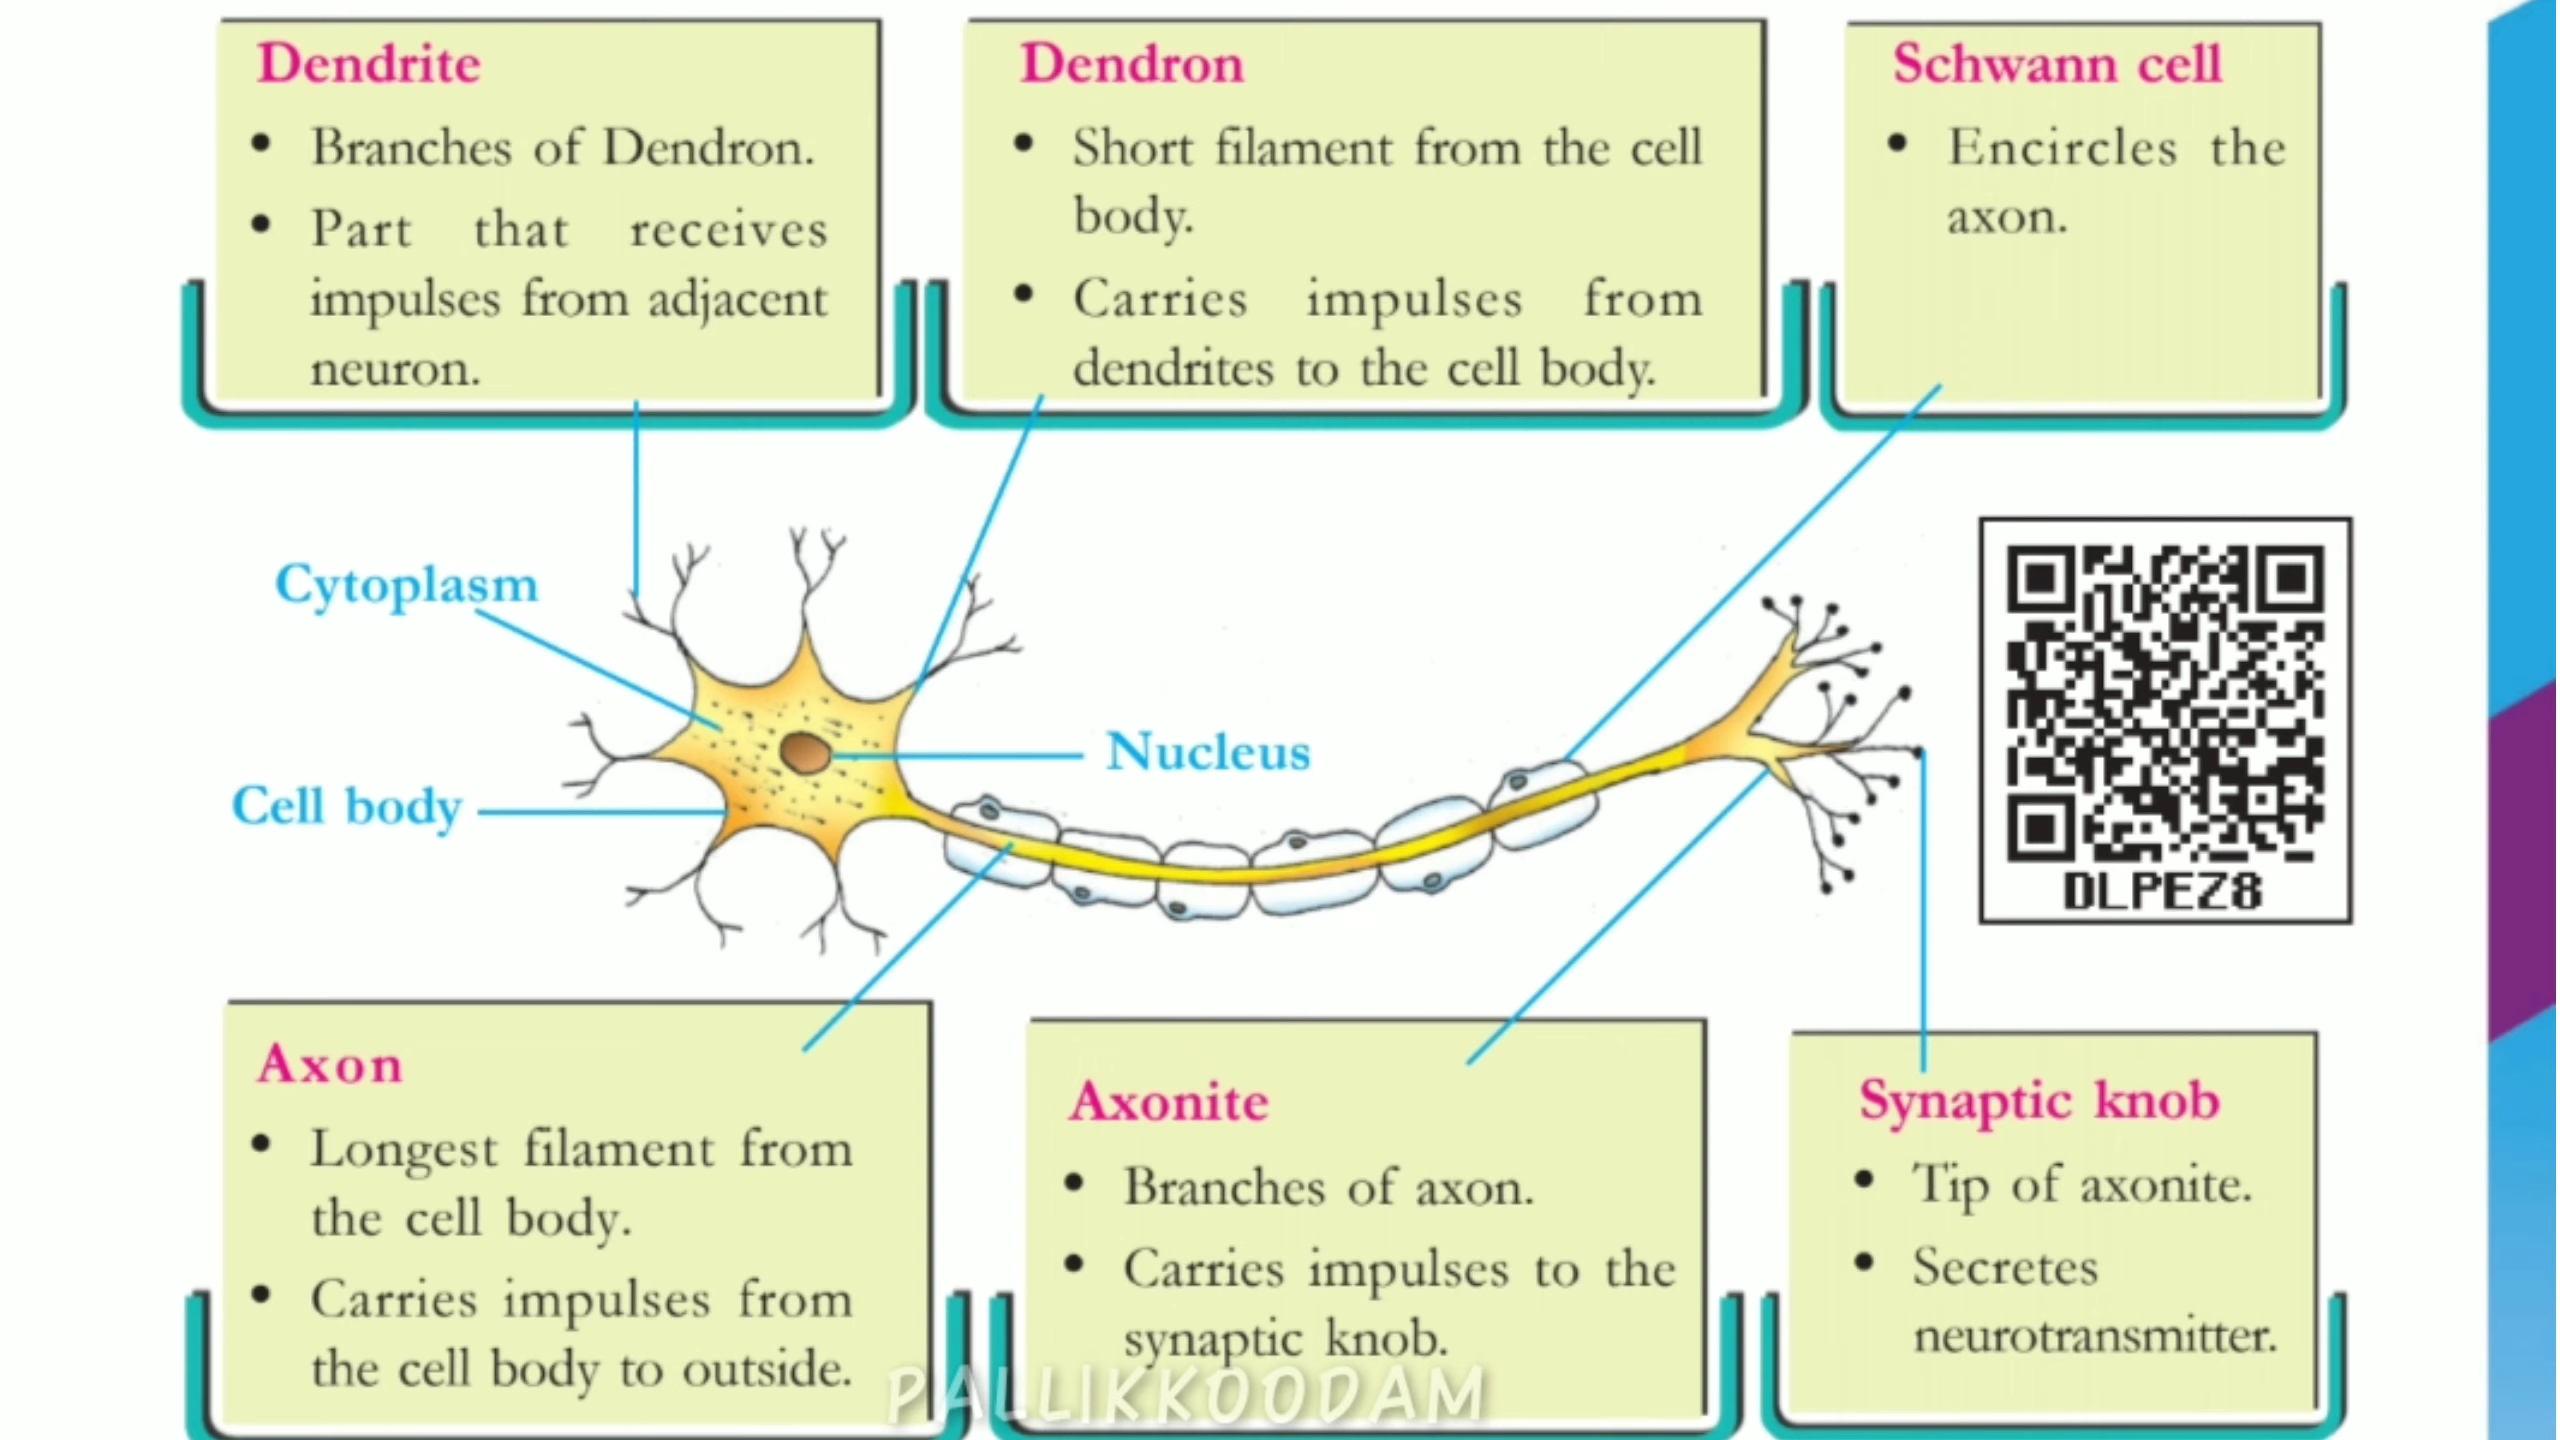 Dendrite
• Branches of Dendron.
• Part that receives
impulses from adjacent
neuron.
Dendron
• Short filament from the cell
body.
• Carries impulses from
dendrites to the cell body.
Schwann cell
• Encircles the
axon.
Cytoplasm
Nucleus
Cell body
DLPEZ8
Axon
• Longest filament from
the cell body.
• Carries impulses from
the cell body to outside.
Axonite
• Branches of axon.
• Carries impulses to the
synaptic knob.
Synaptic knob
• Tip of axonite.
• Secretes
neurotransmitter.
PALLIKKOODAM